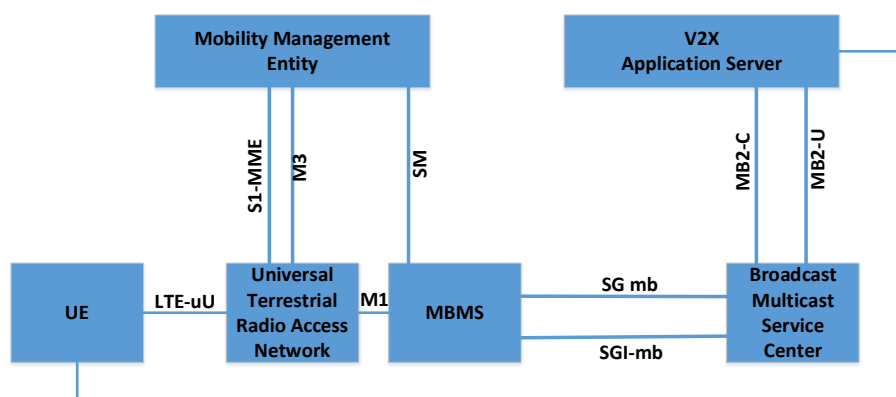 Mobility Management
Entity
V2X
Application Server
S1-MME
M3
SM
MB2-C
MB2-U
UE
LTE-uU
Universal
Terrestrial
Radio Access
Network
M1
MBMS
SG mb
SGI-mb
Broadcast
Multicast
Service
Center